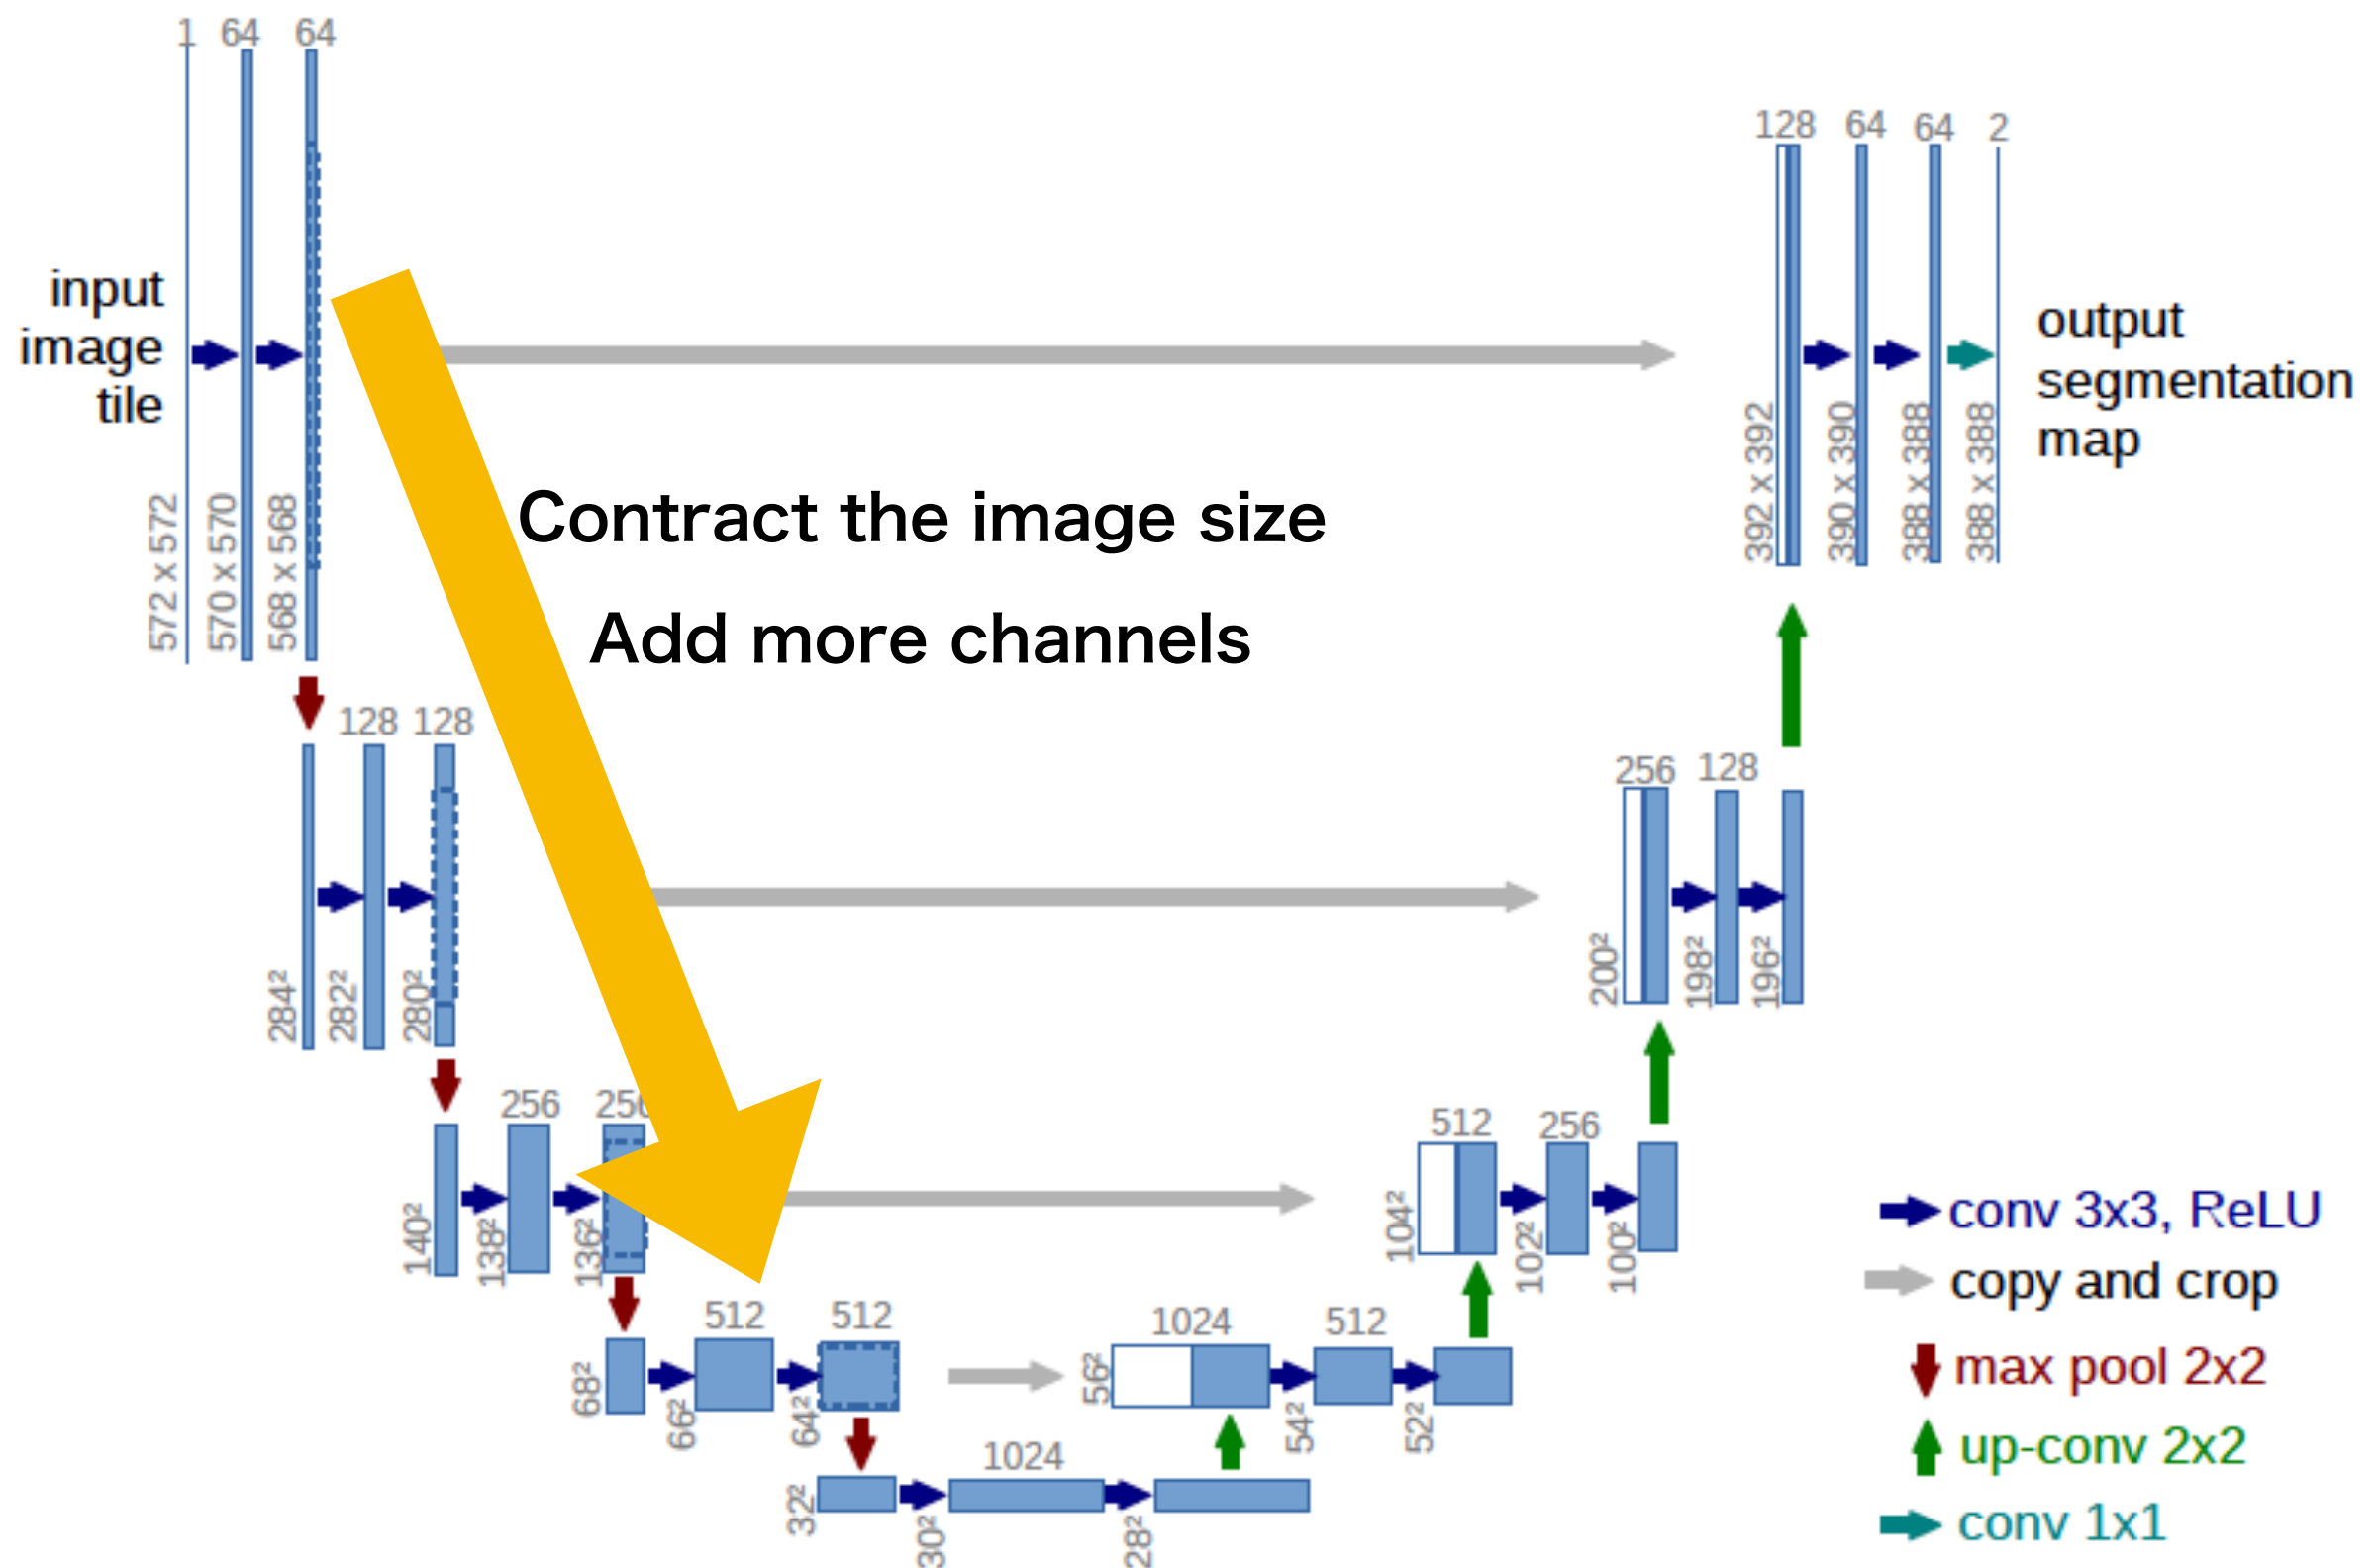 1 64 64
128 64 64 2
input
image
tile
output
segmentation
map
572 x 572
570 x 570
568 x 568
392 x 392
390 x 390
388 x 388
388 x 388
Contract the image size
Add more channels
128 128
256 128
284²
282²
280²
200²
198²
196²
256 256
512 256
140²
138²
136²
104²
102²
100²
512 512
1024 512
68²
66²
64²
56²
54²
52²
1024
32²
30²
28²
conv 3x3, ReLU
copy and crop
max pool 2x2
up-conv 2x2
conv 1x1